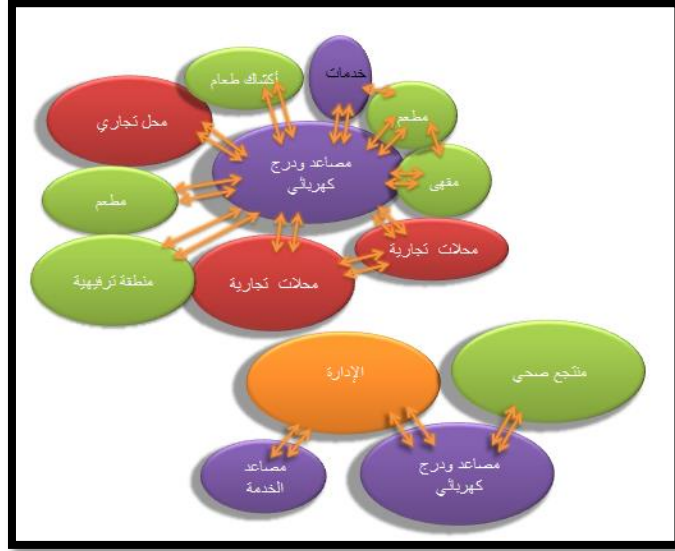 خدمات
أكشاك طعام
مطعم
محل تجاري
مصاعد ودرج
كهربائي
مقهى
مطعم
محلات تجارية
منطقة ترفيهية
محلات تجارية
الإدارة
منتجع صحي
مصاعد ودرج
كهربائي
مصاعد
الخدمة